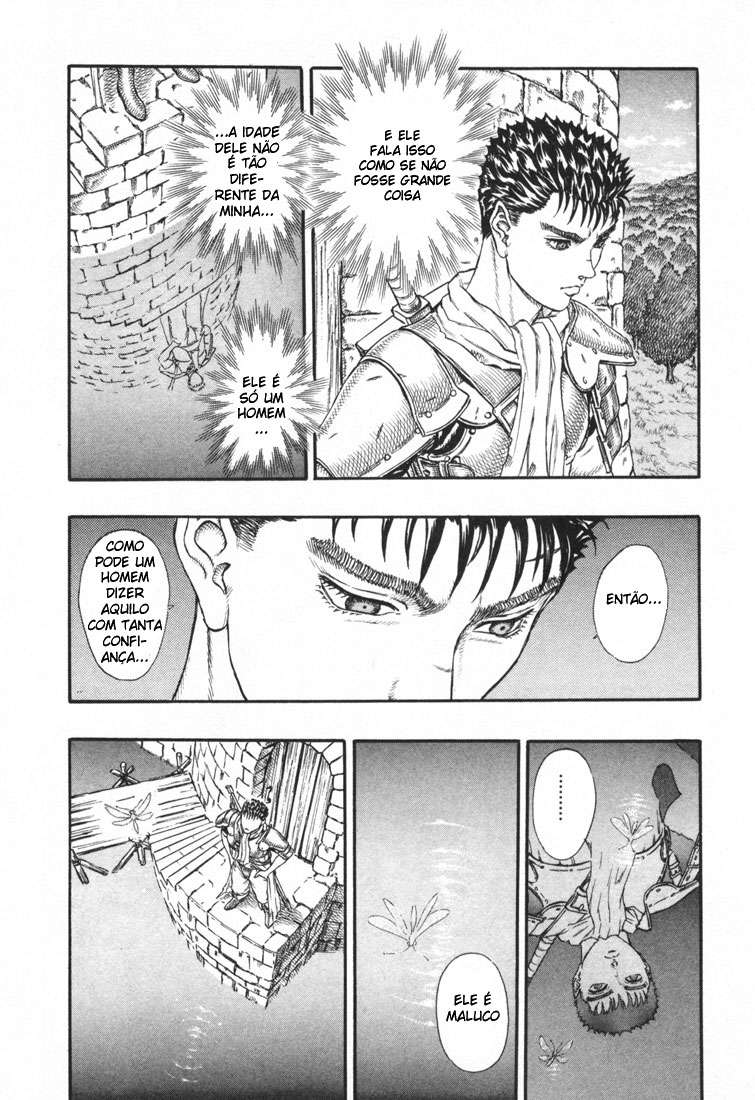 E ELE
FALA ISSO
COMO SE NÃO
FOSSE GRANDE
COISA
...A IDADE
DELE NÃO
É TÃO
DIFE-
RENTE DA
MINHA...
ELE É
SÓ UM
HOMEM
...
ENTÃO...
COMO
PODE UM
HOMEM
DIZER
AQUILO
COM TANTA
CONFI-
ANÇA...
.........
ELE É
MALUCO